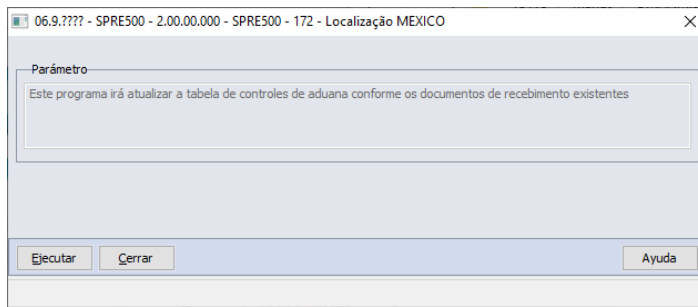 06.9.???? - SPRE500 - 2.00.00.000 - SPRE500 - 172 - Localização MEXICO
Parámetro
Este programa irá atualizar a tabela de controles de aduana conforme os documentos de recebimento existentes
Ejecutar Cerrar Ayuda